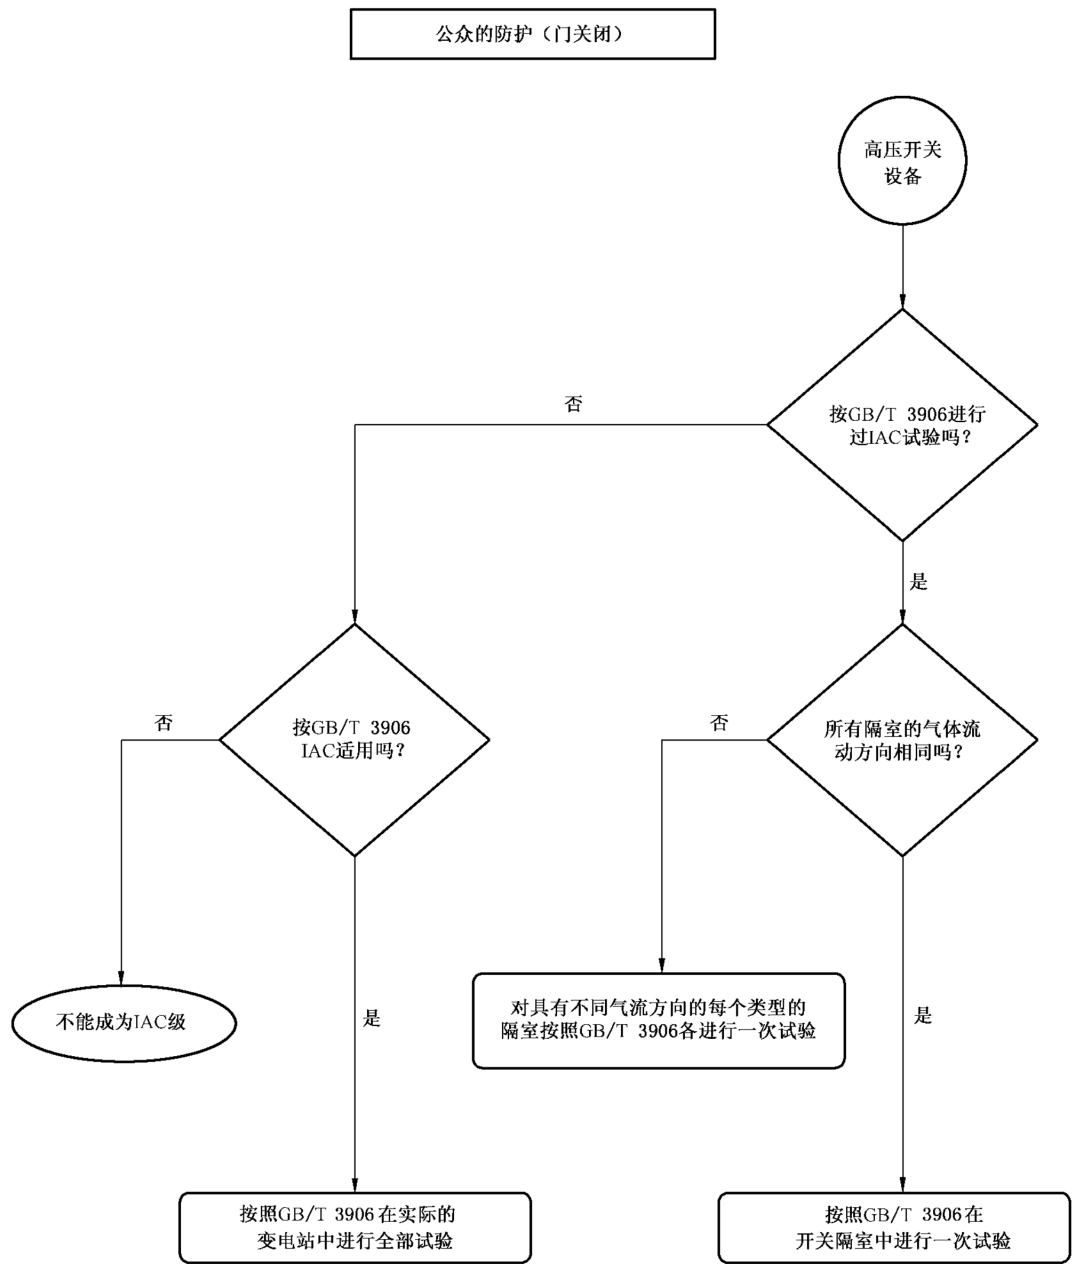 公众的防护（门关闭）
高压开关
设备
按GB/T 3906进行
过IAC试验吗？
否
是
按GB/T 3906
IAC适用吗？
否
所有隔室的气体流
动方向相同吗？
否
不能成为IAC级
是
对具有不同气流方向的每个类型的
隔室按照GB/T 3906各进行一次试验
是
按照GB/T 3906在实际的
变电站中进行全部试验
按照GB/T 3906在
开关隔室中进行一次试验